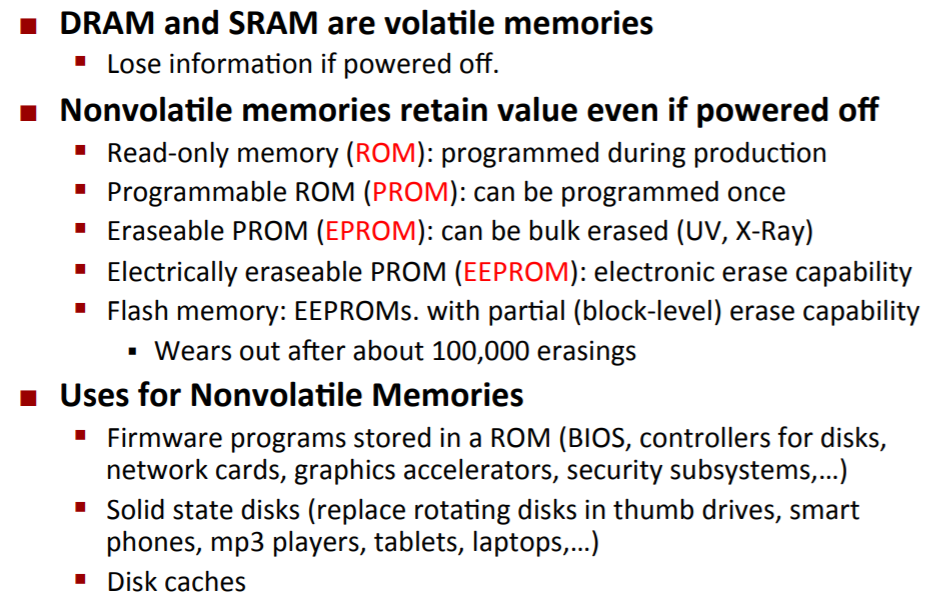 DRAM and SRAM are volatile memories
Lose information if powered off.
Nonvolatile memories retain value even if powered off
Read-only memory (ROM): programmed during production
Programmable ROM (PROM): can be programmed once
Eraseable PROM (EPROM): can be bulk erased (UV, X-Ray)
Electrically eraseable PROM (EEPROM): electronic erase capability
Flash memory: EEPROMs. with partial (block-level) erase capability
Wears out after about 100,000 erasings
Uses for Nonvolatile Memories
Firmware programs stored in a ROM (BIOS, controllers for disks,
network cards, graphics accelerators, security subsystems,...)
Solid state disks (replace rotating disks in thumb drives, smart
phones, mp3 players, tablets, laptops,...)
Disk caches